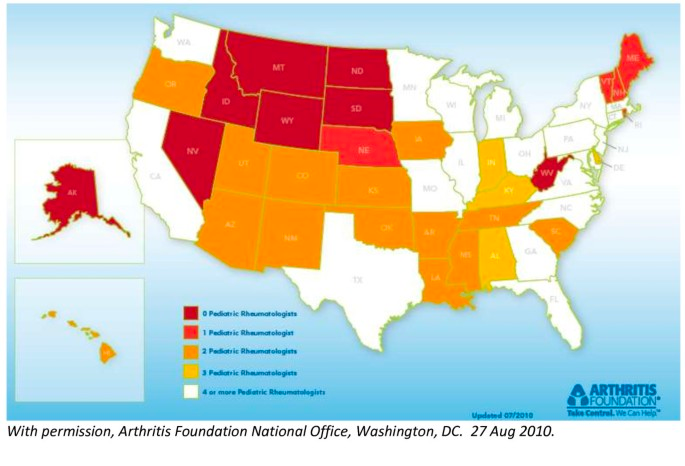 WA
MT
ND
MN
OR
ID
SD
WI
MI
WY
NE
IA
NV
UT
CO
KS
CA
AZ
NM
OK
TX
MO
AR
LA
IL
IN
OH
KY
TN
MS
AL
GA
FL
SC
NC
VA
WV
PA
NY
VT
NH
ME
MA
RI
NJ
DE
AK
0 Pediatric Rheumatologists
1 Pediatric Rheumatologist
2 Pediatric Rheumatologists
3 Pediatric Rheumatologists
4 or more Pediatric Rheumatologists
Updated 07/2010
ARTHRITIS
FOUNDATION®
Take Control. We Can Help™
With permission, Arthritis Foundation National Office, Washington, DC. 27 Aug 2010.